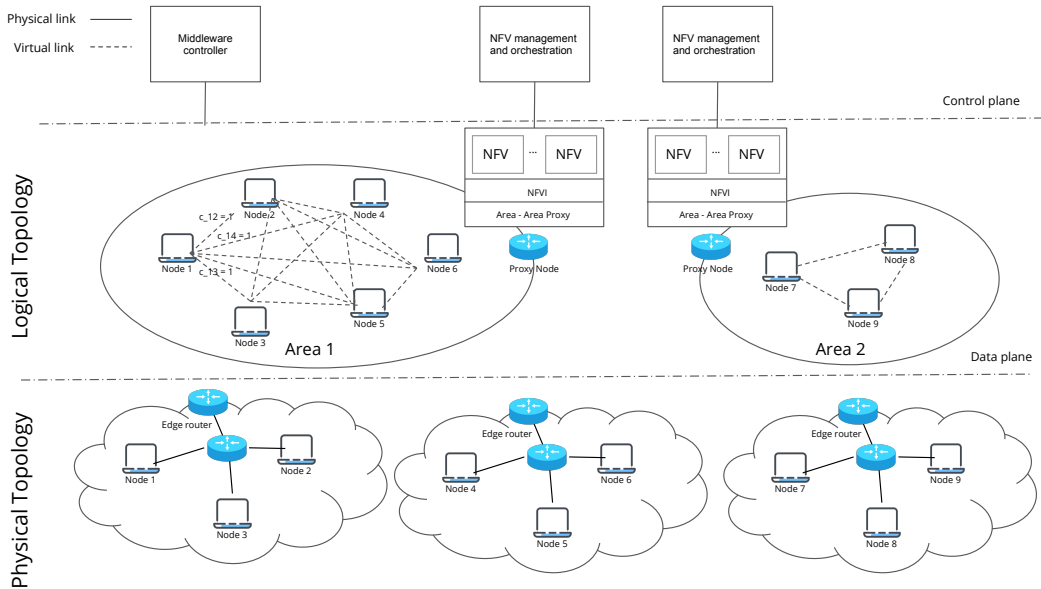 Physical link
Virtual link
Middleware
controller
NFV management
and orchestration
NFV management
and orchestration
Control plane
Logical Topology
NFV
...
NFV
NFVI
Area - Area Proxy
NFV
...
NFV
NFVI
Area - Area Proxy
Node 2
Node 4
c_12 = 1
c_14 = 1
Node 1
c_13 = 1
Node 6
Node 3
Node 5
Area 1
Proxy Node
Proxy Node
Node 8
Node 7
Node 9
Area 2
Data plane
Physical Topology
Edge router
Node 1
Node 2
Node 3
Edge router
Node 4
Node 6
Node 5
Edge router
Node 7
Node 9
Node 8